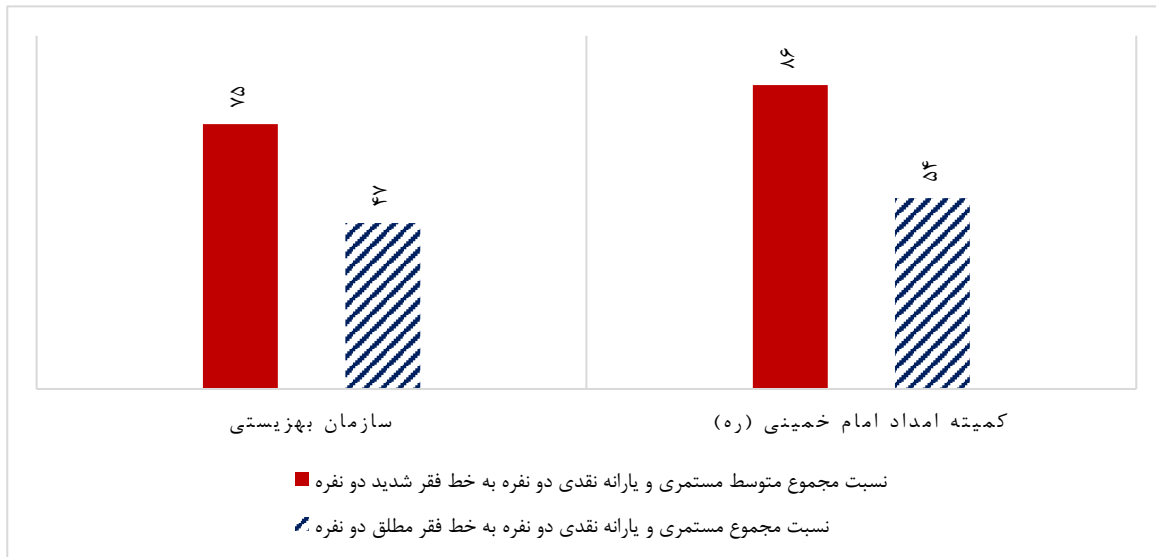 ۷۵
۴۷
۸۶
۵۴
سازمان بهزیستی
کمیته امداد امام خمینی (ره)
نسبت مجموع متوسط مستمری و یارانه نقدی دو نفره به خط فقر شدید دو نفره
نسبت مجموع مستمری و یارانه نقدی دو نفره به خط فقر مطلق دو نفره